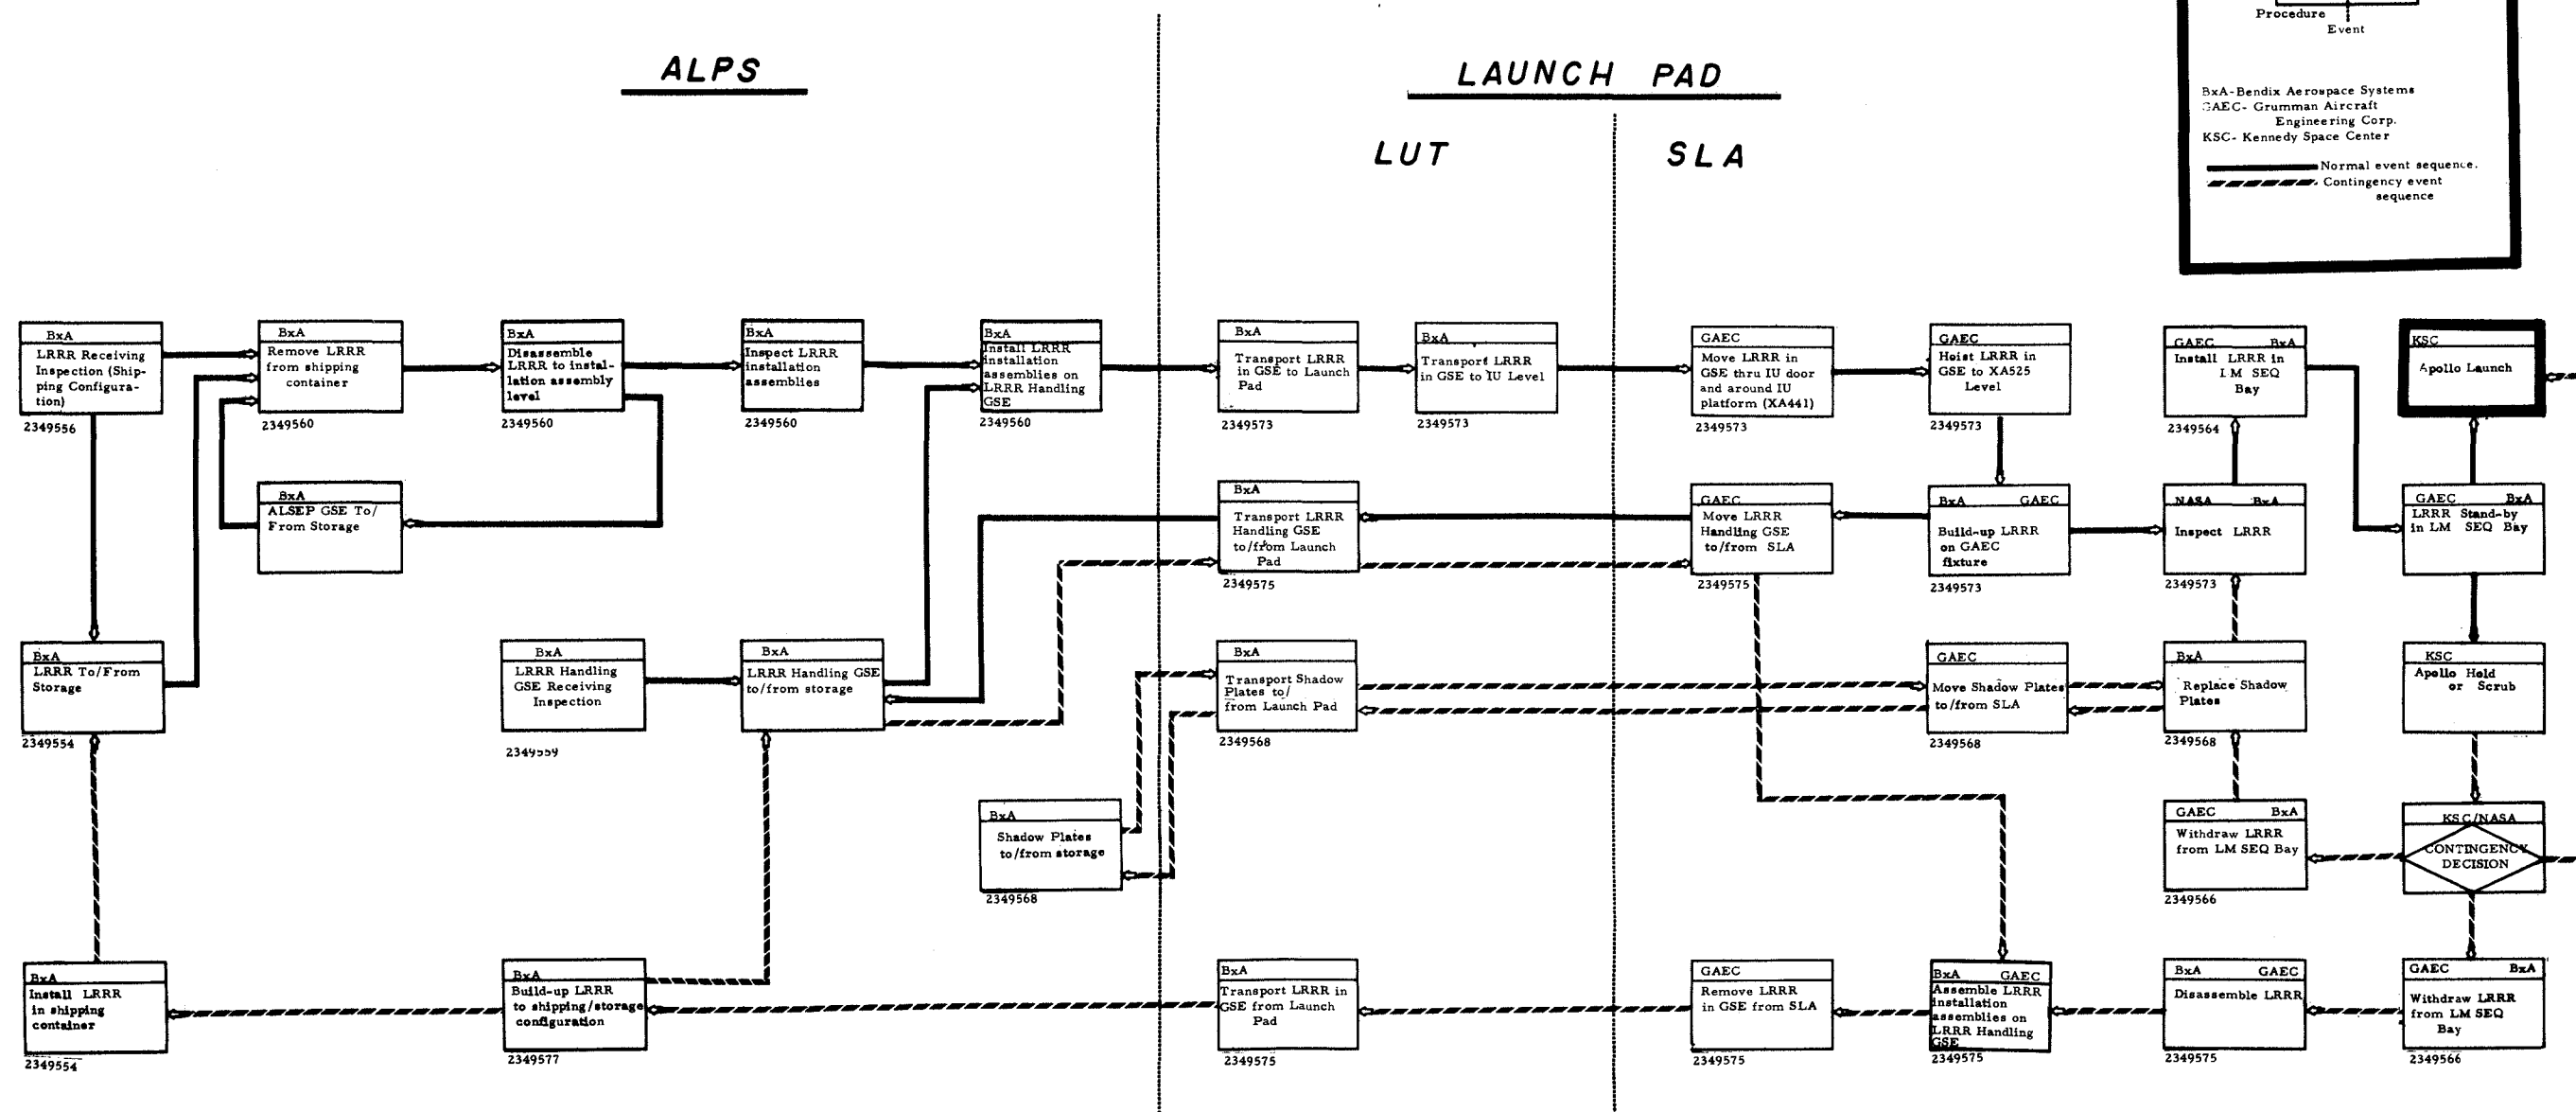 Procedure
Event
ALPS
LAUNCH PAD
LUT
SLA
BxA-Bendix Aerospace Systems
GAEC- Grumman Aircraft
Engineering Corp.
KSC- Kennedy Space Center
Normal event sequence.
Contingency event
sequence
BxA
LRRR Receiving
Inspection (Ship-
ping Configura-
tion)
2349556
BxA
Remove LRRR
from shipping
container
2349560
BxA
Disassemble
LRRR to instal-
lation assembly
level
2349560
BxA
Inspect LRRR
installation
assemblies
2349560
BxA
Install LRRR
installation
assemblies on
LRRR Handling
GSE
2349560
BxA
Transport LRRR
in GSE to Launch
Pad
2349573
BxA
Transport LRRR
in GSE to IU Level
2349573
GAEC
Move LRRR in
GSE thru IU door
and around IU
platform (XA441)
2349573
GAEC
Hoist LRRR in
GSE to XA525
Level
2349573
GAEC BxA
Install LRRR in
LM SEQ
Bay
2349564
KSC
Apollo Launch
BxA
ALSEP GSE To/
From Storage
BxA
Transport LRRR
Handling GSE
to/from Launch
Pad
2349575
GAEC
Move LRRR
Handling GSE
to/from SLA
2349575
BxA GAEC
Build-up LRRR
on GAEC
fixture
2349573
NASA BxA
Inspect LRRR
2349573
GAEC BxA
LRRR Stand-by
in LM SEQ Bay
BxA
LRRR To/From
Storage
2349554
BxA
LRRR Handling
GSE Receiving
Inspection
2349559
BxA
LRRR Handling GSE
to/from storage
BxA
Transport Shadow
Plates to/
from Launch Pad
2349568
GAEC
Move Shadow Plates
to/from SLA
2349568
BxA
Replace Shadow
Plates
2349568
KSC
Apollo Hold
or Scrub
BxA
Shadow Plates
to/from storage
2349568
GAEC BxA
Withdraw LRRR
from LM SEQ Bay
2349566
KSC/NASA
CONTINGENCY
DECISION
BxA
Install LRRR
in shipping
container
2349554
BxA
Build-up LRRR
to shipping/storage
configuration
2349577
BxA
Transport LRRR in
GSE from Launch
Pad
2349575
GAEC
Remove LRRR
in GSE from SLA
2349575
BxA GAEC
Assemble LRRR
installation
assemblies on
LRRR Handling
GSE
2349575
BxA GAEC
Disassemble LRRR
2349575
GAEC BxA
Withdraw LRRR
from LM SEQ
Bay
2349566